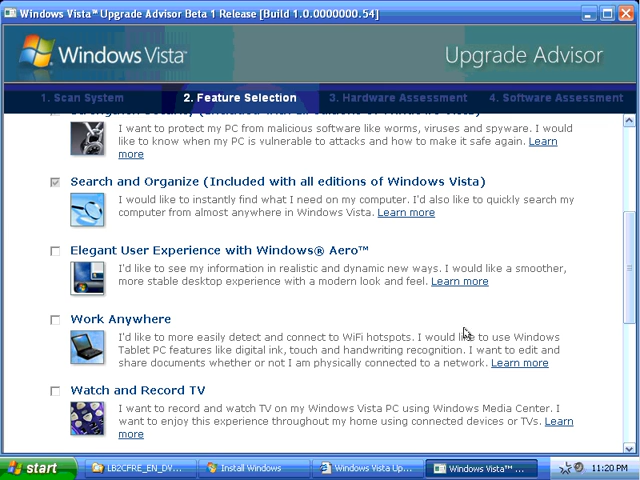 Windows Vista™ Upgrade Advisor Beta 1 Release [Build 1.0.0000000.54]
Windows Vista™
Upgrade Advisor
1. Scan System 2. Feature Selection 3. Hardware Assessment 4. Software Assessment
Strengthen Security (Included with all editions of Windows Vista)
I want to protect my PC from malicious software like worms, viruses and spyware. I would
like to know when my PC is vulnerable to attacks and how to make it safe again. Learn
more
Search and Organize (Included with all editions of Windows Vista)
I would like to instantly find what I need on my computer. I'd also like to quickly search my
computer from almost anywhere in Windows Vista. Learn more
Elegant User Experience with Windows® Aero™
I'd like to see my information in realistic and dynamic new ways. I would like a smoother,
more stable desktop experience with a modern look and feel. Learn more
Work Anywhere
I'd like to more easily detect and connect to WiFi hotspots. I would like to use Windows
Tablet PC features like digital ink, touch and handwriting recognition. I want to edit and
share documents whether or not I am physically connected to a network. Learn more
Watch and Record TV
I want to record and watch TV on my Windows Vista PC using Windows Media Center. I
want to enjoy this experience throughout my home using connected devices or TVs. Learn
more
start LB2CFRE_EN_DV... Install Windows Windows Vista Up... Windows Vista™ ... 11:20 PM